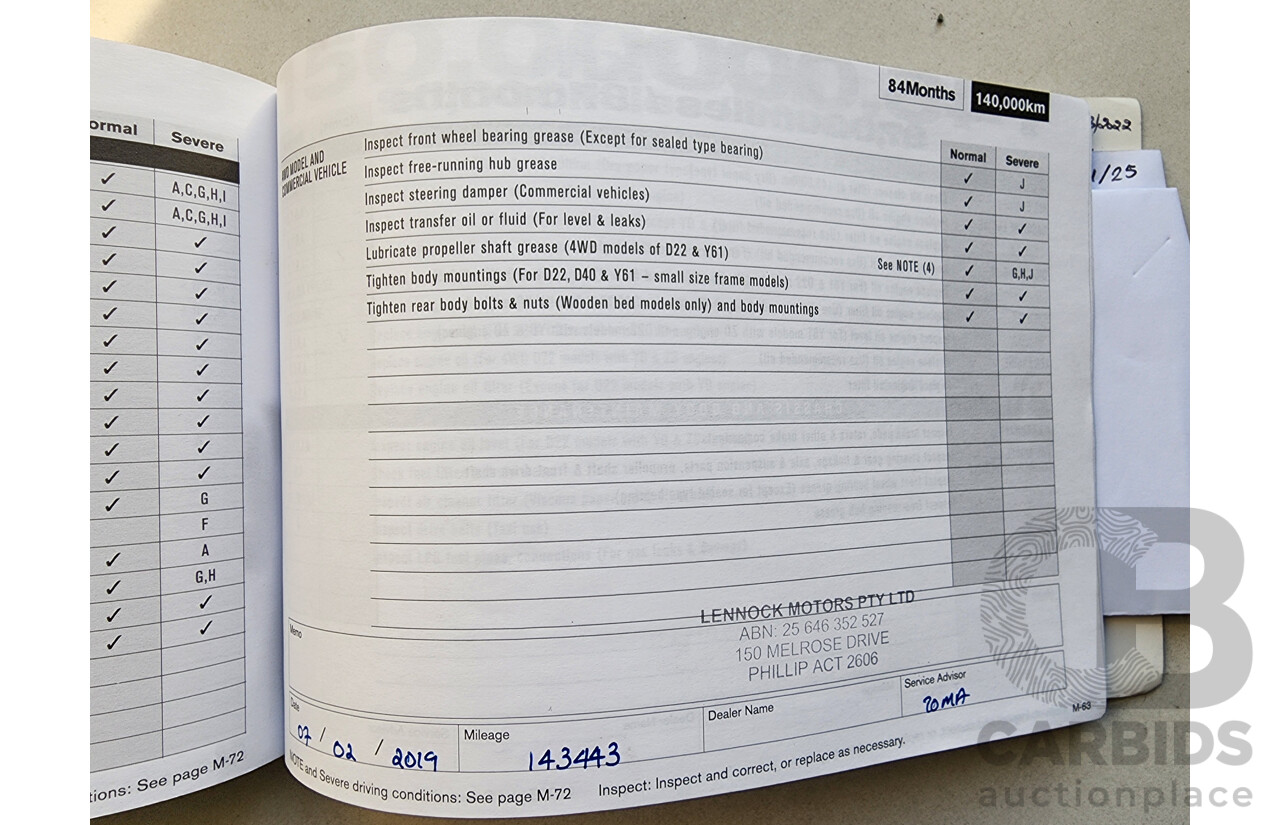 ormal Severe
✓ A,C,G,H,I
✓ A,C,G,H,I
✓ ✓
✓ ✓
✓ ✓
✓ ✓
✓ ✓
✓ ✓
✓ ✓
✓ ✓
✓ ✓
✓ ✓
✓ G
F
✓ A
✓ G,H
✓ ✓
✓ ✓
tions: See page M-72
84Months 140,000km
Normal Severe
4WD MODEL AND
COMMERCIAL VEHICLE
Inspect front wheel bearing grease (Except for sealed type bearing) ✓ J
Inspect free-running hub grease ✓ J
Inspect steering damper (Commercial vehicles) ✓ ✓
Inspect transfer oil or fluid (For level & leaks) ✓ ✓
Lubricate propeller shaft grease (4WD models of D22 & Y61) See NOTE (4) ✓ G,H,J
Tighten body mountings (For D22, D40 & Y61 – small size frame models) ✓ ✓
Tighten rear body bolts & nuts (Wooden bed models only) and body mountings ✓ ✓
Memo
LENNOCK MOTORS PTY LTD
ABN: 25 646 352 527
150 MELROSE DRIVE
PHILLIP ACT 2606
Date
07 / 02 / 2019
Mileage
143443
Dealer Name
Service Advisor
M-63
NOTE and Severe driving conditions: See page M-72 Inspect: Inspect and correct, or replace as necessary.
/2022
1/25
CARBIDS
auctionplace